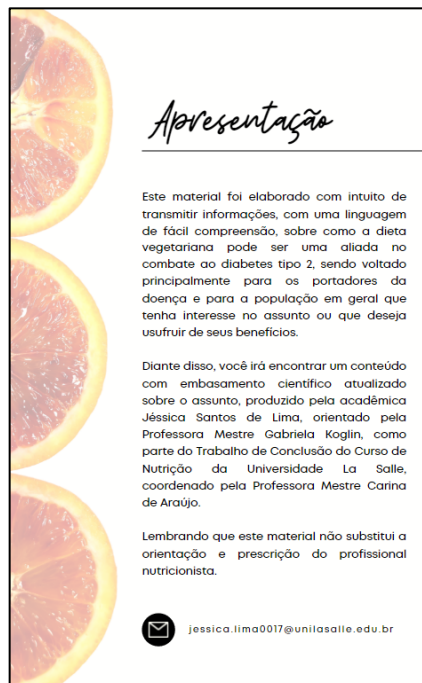 Apresentação
Este material foi elaborado com intuito de
transmitir informações, com uma linguagem
de fácil compreensão, sobre como a dieta
vegetariana pode ser uma aliada no
combate ao diabetes tipo 2, sendo voltado
principalmente para os portadores da
doença e para a população em geral que
tenha interesse no assunto ou que deseja
usufruir de seus benefícios.
Diante disso, você irá encontrar um conteúdo
com embasamento científico atualizado
sobre o assunto, produzido pela acadêmica
Jéssica Santos de Lima, orientado pela
Professora Mestre Gabriela Koglin, como
parte do Trabalho de Conclusão do Curso de
Nutrição da Universidade La Salle,
coordenado pela Professora Mestre Carina
de Araújo.
Lembrando que este material não substitui a
orientação e prescrição do profissional
nutricionista.
jessica.lima0017@unilasalle.edu.br